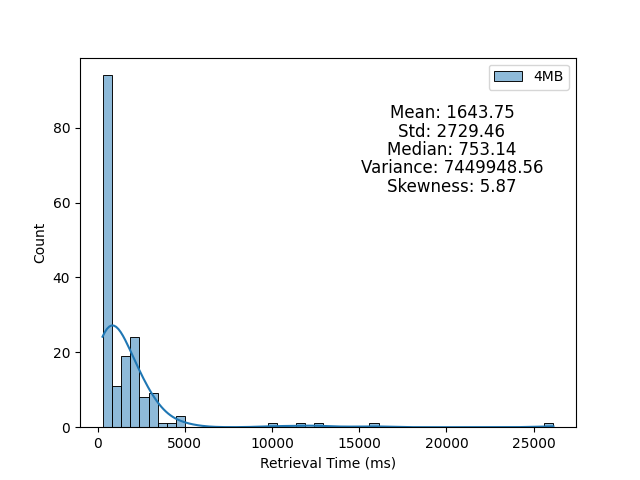 4MB
Mean: 1643.75
Std: 2729.46
Median: 753.14
Variance: 7449948.56
Skewness: 5.87
Count
80
60
40
20
0
0 5000 10000 15000 20000 25000
Retrieval Time (ms)